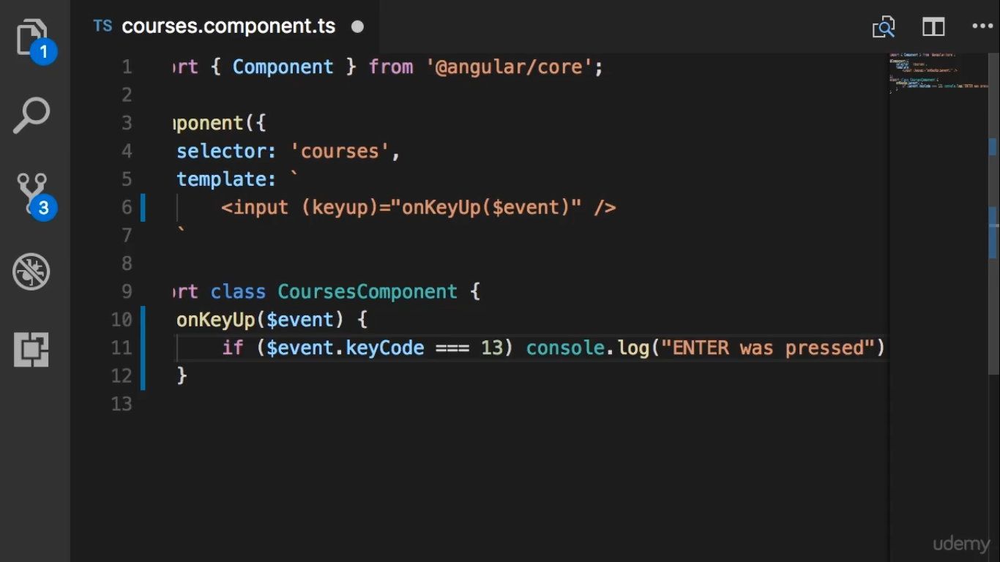 1
3
TS courses.component.ts
1 ort { Component } from '@angular/core';
2
3 mponent({
4 selector: 'courses',
5 template: `
6 <input (keyup)="onKeyUp($event)" />
7 `
8
9 ort class CoursesComponent {
10 onKeyUp($event) {
11 if ($event.keyCode === 13) console.log("ENTER was pressed")
12 }
13
udemy